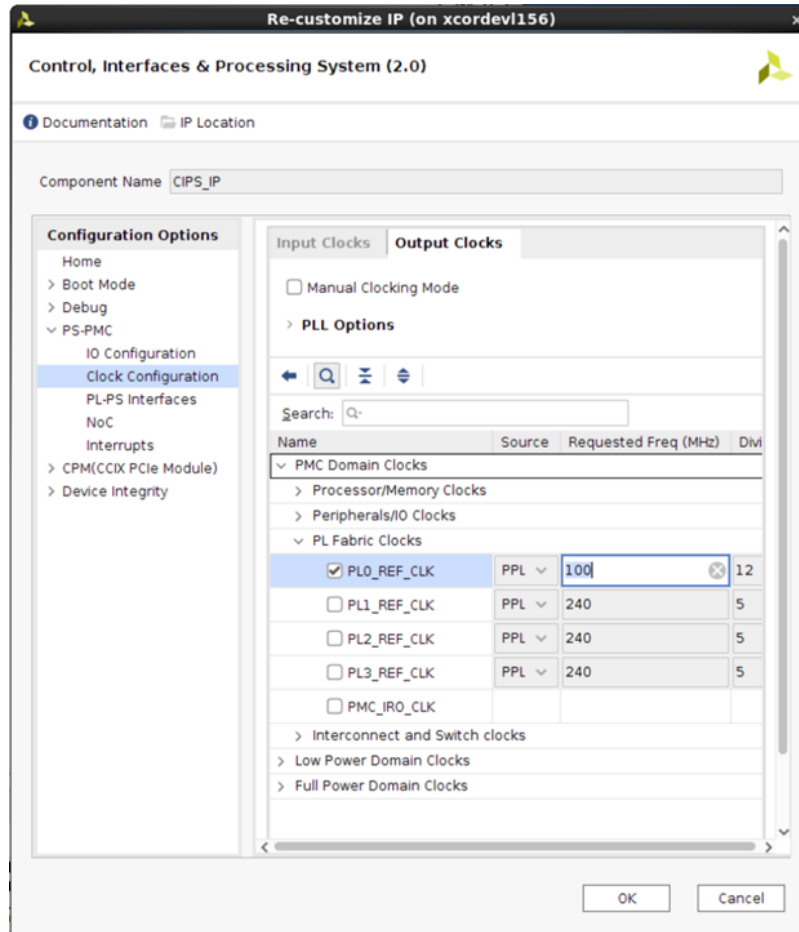 Re-customize IP (on xcordevl156)
Control, Interfaces & Processing System (2.0)
Documentation IP Location
Component Name CIPS_IP
Configuration Options
Home
Boot Mode
Debug
PS-PMC
IO Configuration
Clock Configuration
PL-PS Interfaces
NoC
Interrupts
CPM(CCIX PCIe Module)
Device Integrity
Input Clocks Output Clocks
Manual Clocking Mode
PLL Options
Search:
Name Source Requested Freq (MHz) Divi
PMC Domain Clocks
Processor/Memory Clocks
Peripherals/IO Clocks
PL Fabric Clocks
PL0_REF_CLK PPL 100 12
PL1_REF_CLK PPL 240 5
PL2_REF_CLK PPL 240 5
PL3_REF_CLK PPL 240 5
PMC_IRO_CLK
Interconnect and Switch clocks
Low Power Domain Clocks
Full Power Domain Clocks
OK Cancel